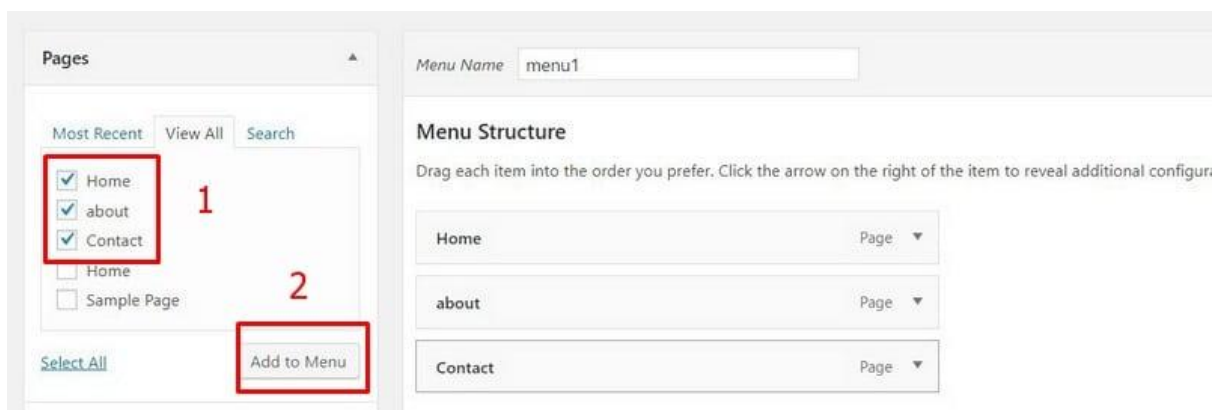 Pages
Most Recent View All Search
Home
about
Contact
Home
Sample Page
1
2
Select All
Add to Menu
Menu Name menu1
Menu Structure
Drag each item into the order you prefer. Click the arrow on the right of the item to reveal additional configura
Home Page
about Page
Contact Page